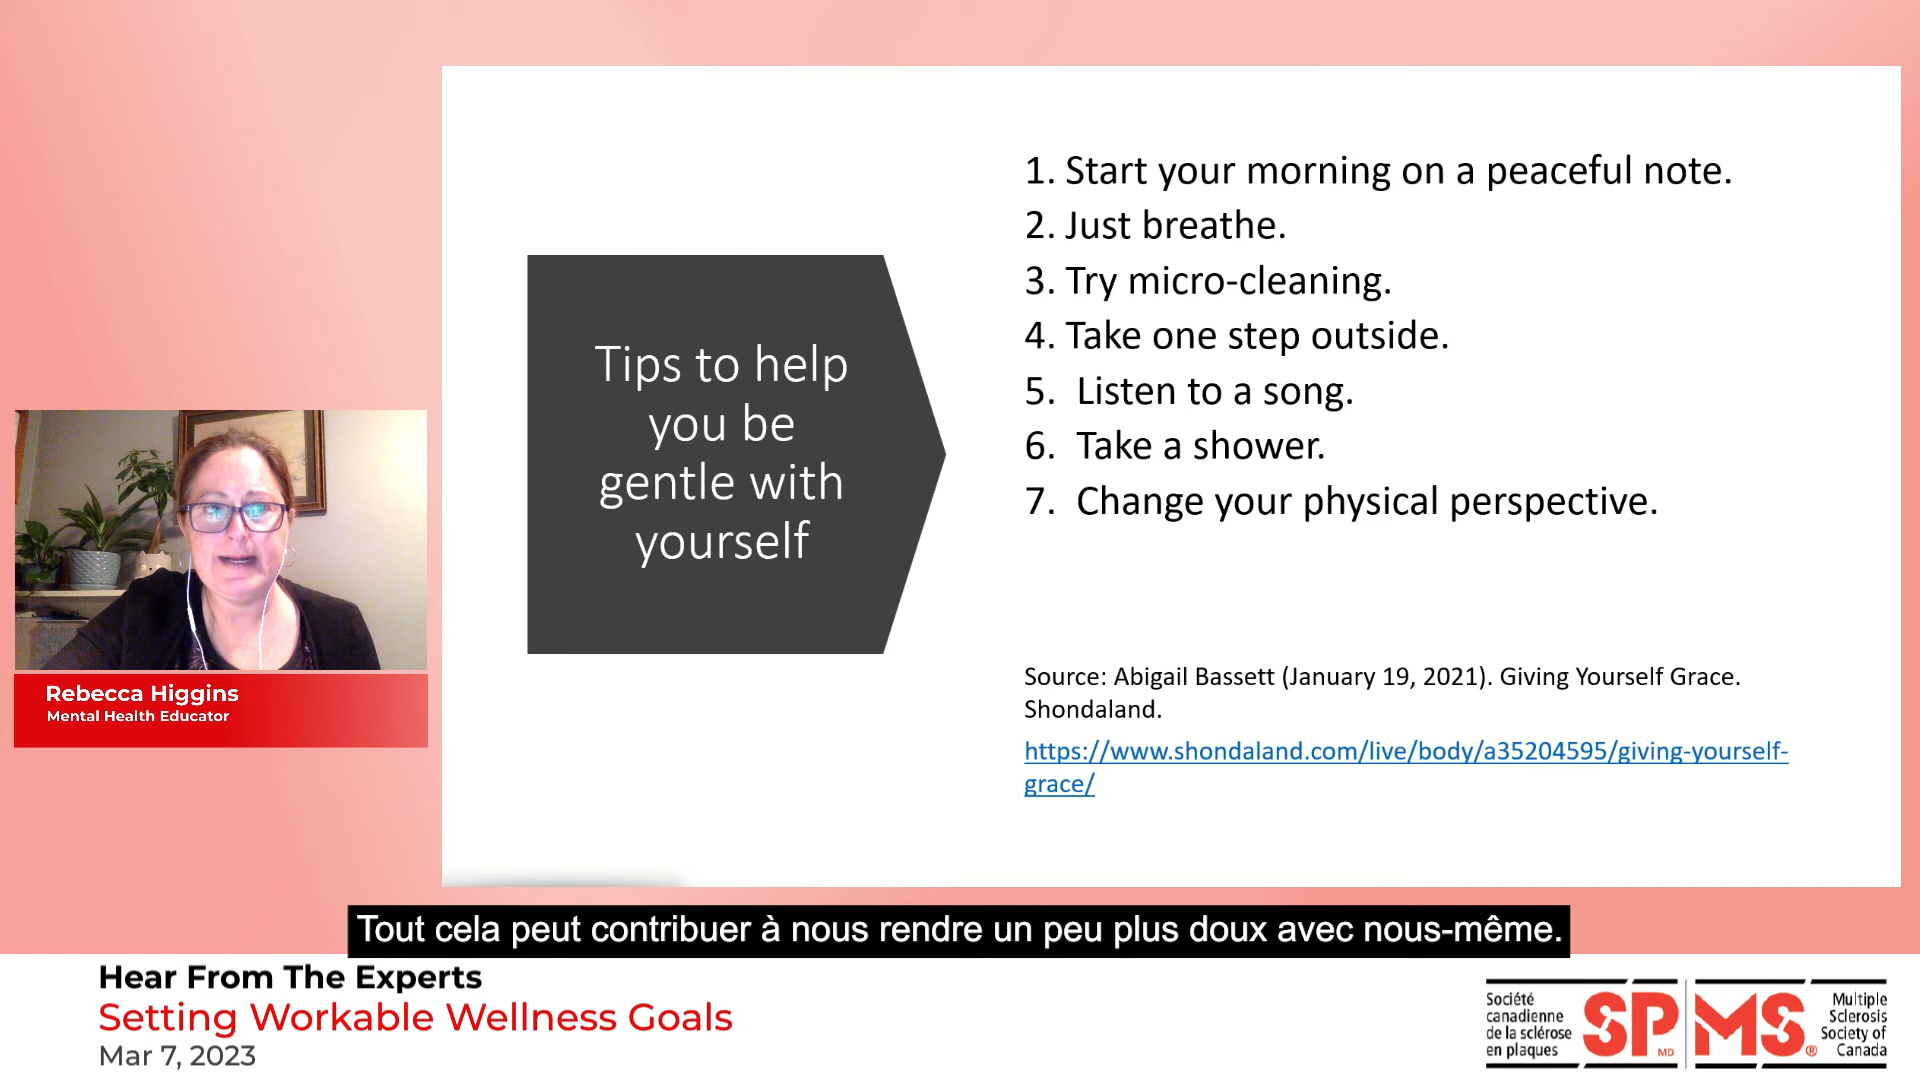 1. Start your morning on a peaceful note.
2. Just breathe.
3. Try micro-cleaning.
4. Take one step outside.
5. Listen to a song.
6. Take a shower.
7. Change your physical perspective.
Tips to help
you be
gentle with
yourself
Source: Abigail Bassett (January 19, 2021). Giving Yourself Grace.
Shondaland.
https://www.shondaland.com/live/body/a35204595/giving-yourself-
grace/
Rebecca Higgins
Mental Health Educator
Tout cela peut contribuer à nous rendre un peu plus doux avec nous-même.
Hear From The Experts
Setting Workable Wellness Goals
Mar 7, 2023
Société
canadienne
de la sclérose
en plaques
SP MD
MS ®
Multiple
Sclerosis
Society of
Canada